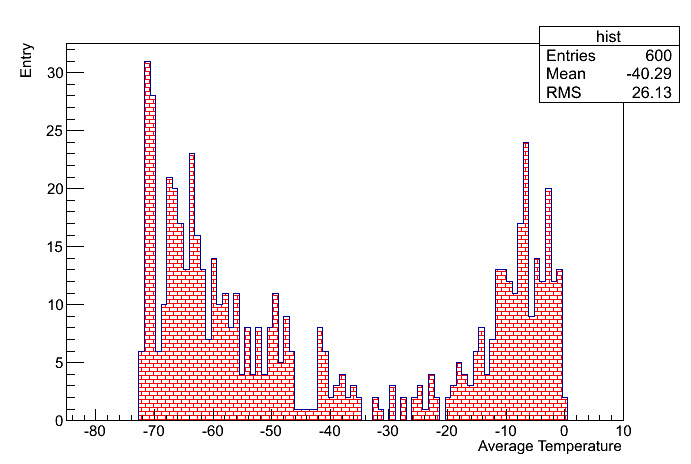 hist
Entries 600
Mean -40.29
RMS 26.13
Entry
30
25
20
15
10
5
0
-80 -70 -60 -50 -40 -30 -20 -10 0 10
Average Temperature